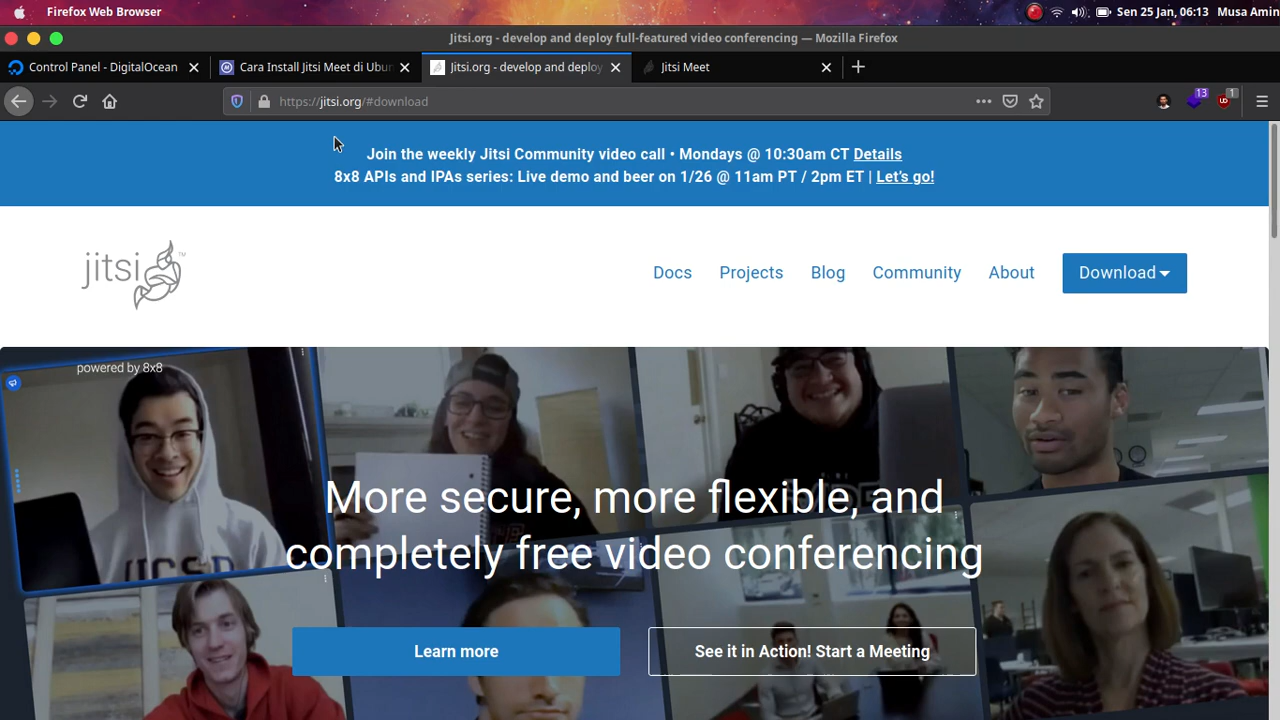 Firefox Web Browser
Sen 25 Jan, 06:13 Musa Amin
Jitsi.org - develop and deploy full-featured video conferencing — Mozilla Firefox
Control Panel - DigitalOcean
Cara Install Jitsi Meet di Ubun
Jitsi.org - develop and deploy
Jitsi Meet
https://jitsi.org/#download
13
1
Join the weekly Jitsi Community video call • Mondays @ 10:30am CT Details
8x8 APIs and IPAs series: Live demo and beer on 1/26 @ 11am PT / 2pm ET | Let's go!
jitsi™
Docs
Projects
Blog
Community
About
Download
powered by 8x8
More secure, more flexible, and
completely free video conferencing
Learn more
See it in Action! Start a Meeting